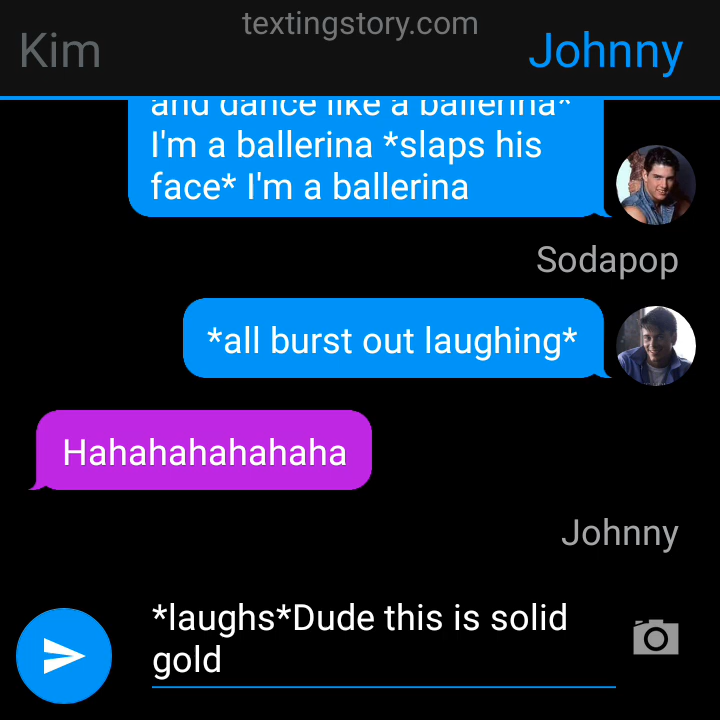 textingstory.com
Kim
Johnny
and dance like a ballerina*
I'm a ballerina *slaps his
face* I'm a ballerina
Sodapop
*all burst out laughing*
Hahahahahahaha
Johnny
*laughs*Dude this is solid
gold